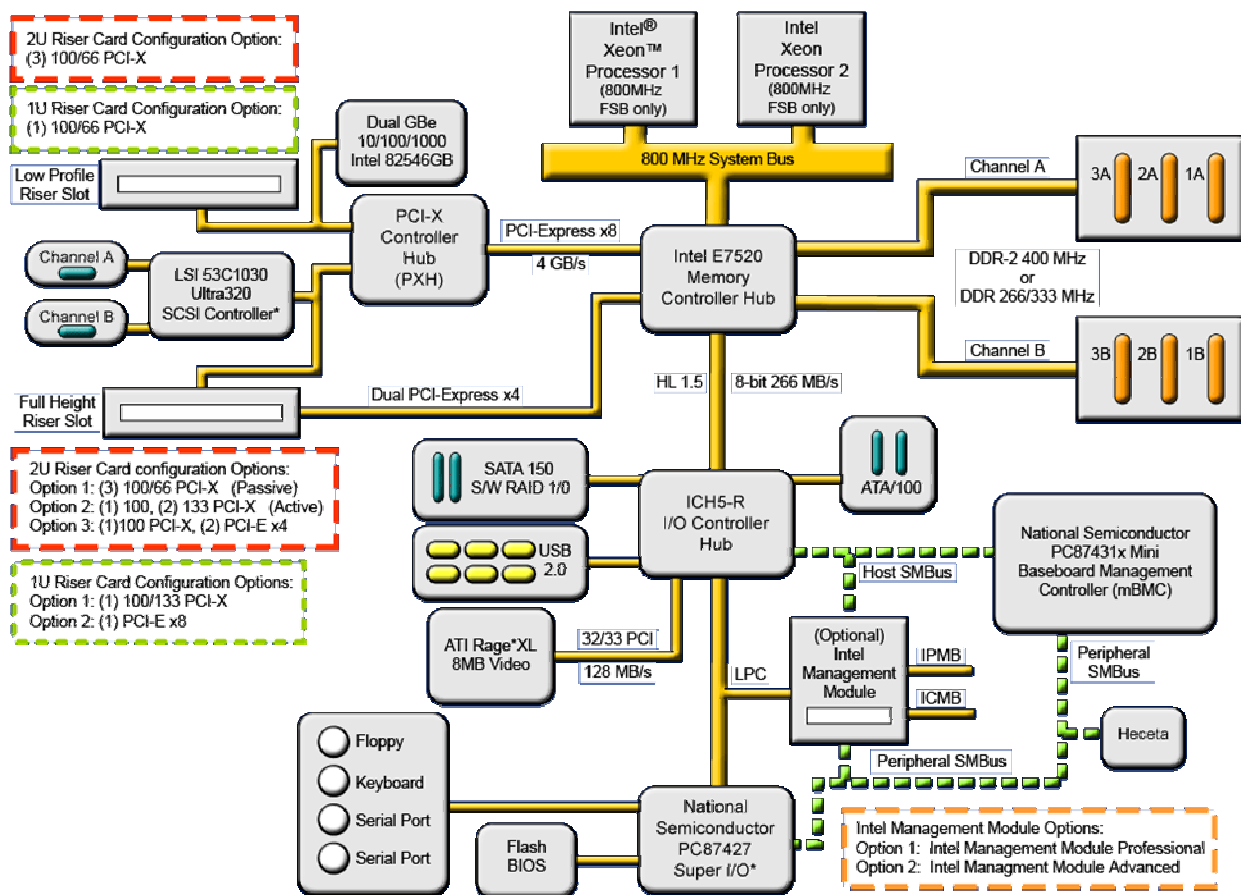 2U Riser Card Configuration Option:
(3) 100/66 PCI-X
1U Riser Card Configuration Option:
(1) 100/66 PCI-X
Low Profile
Riser Slot
Dual GBe
10/100/1000
Intel 82546GB
Intel®
Xeon™
Processor 1
(800MHz
FSB only)
Intel
Xeon
Processor 2
(800MHz
FSB only)
800 MHz System Bus
Channel A
3A
2A
1A
PCI-X
Controller
Hub
(PXH)
PCI-Express x8
4 GB/s
Intel E7520
Memory
Controller Hub
DDR-2 400 MHz
or
DDR 266/333 MHz
Channel A
Channel B
LSI 53C1030
Ultra320
SCSI Controller*
Channel B
3B
2B
1B
Full Height
Riser Slot
Dual PCI-Express x4
HL 1.5
8-bit 266 MB/s
2U Riser Card configuration Options:
Option 1: (3) 100/66 PCI-X (Passive)
Option 2: (1) 100, (2) 133 PCI-X (Active)
Option 3: (1)100 PCI-X, (2) PCI-E x4
1U Riser Card Configuration Options:
Option 1: (1) 100/133 PCI-X
Option 2: (1) PCI-E x8
SATA 150
S/W RAID 1/0
USB
2.0
ICH5-R
I/O Controller
Hub
ATA/100
Host SMBus
National Semiconductor
PC87431x Mini
Baseboard Management
Controller (mBMC)
ATI Rage*XL
8MB Video
32/33 PCI
128 MB/s
LPC
(Optional)
Intel
Management
Module
IPMB
ICMB
Peripheral
SMBus
Heceta
Peripheral SMBus
Floppy
Keyboard
Serial Port
Serial Port
Flash
BIOS
National
Semiconductor
PC87427
Super I/O*
Intel Management Module Options:
Option 1: Intel Management Module Professional
Option 2: Intel Managment Module Advanced